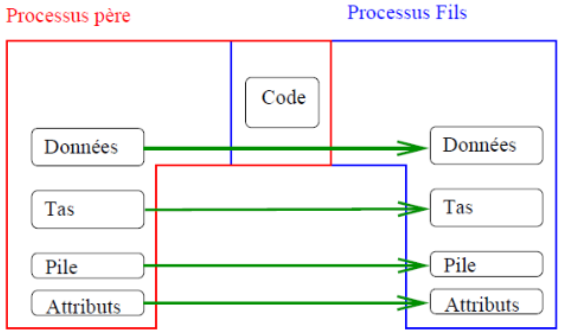 Processus père
Processus Fils
Code
Données
Données
Tas
Tas
Pile
Pile
Attributs
Attributs